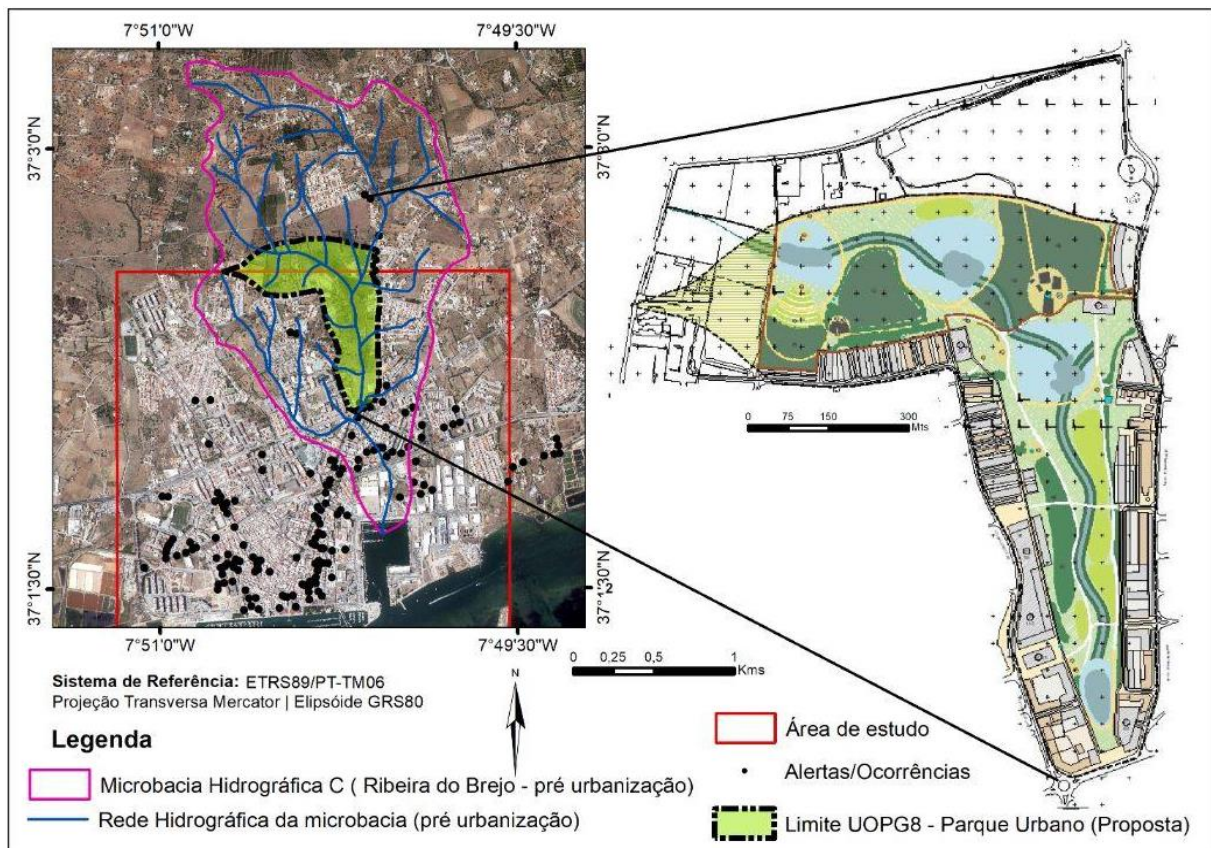 7°51'0"W
7°49'30"W
37°3'0"N
37°3'0"N
0 75 150 300
Mts
37°1'30"N
7°51'0"W
7°49'30"W
0 0,25 0,5 1
Kms
Sistema de Referência: ETRS89/PT-TM06
Projeção Transversa Mercator | Elipsóide GRS80
N
Legenda
Microbacia Hidrográfica C ( Ribeira do Brejo - pré urbanização)
Rede Hidrográfica da microbacia (pré urbanização)
Área de estudo
Alertas/Ocorrências
Limite UOPG8 - Parque Urbano (Proposta)